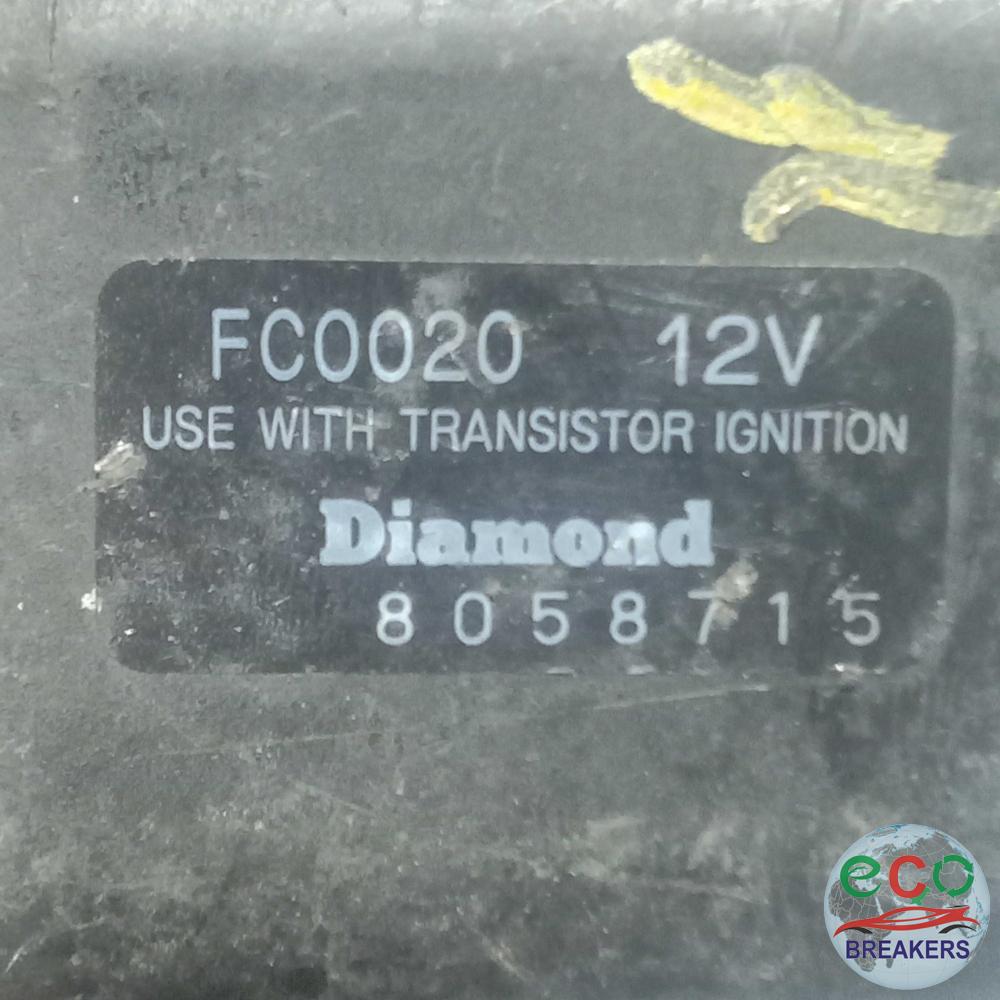 FC0020 12V
USE WITH TRANSISTOR IGNITION
Diamond
8058715
eco
BREAKERS